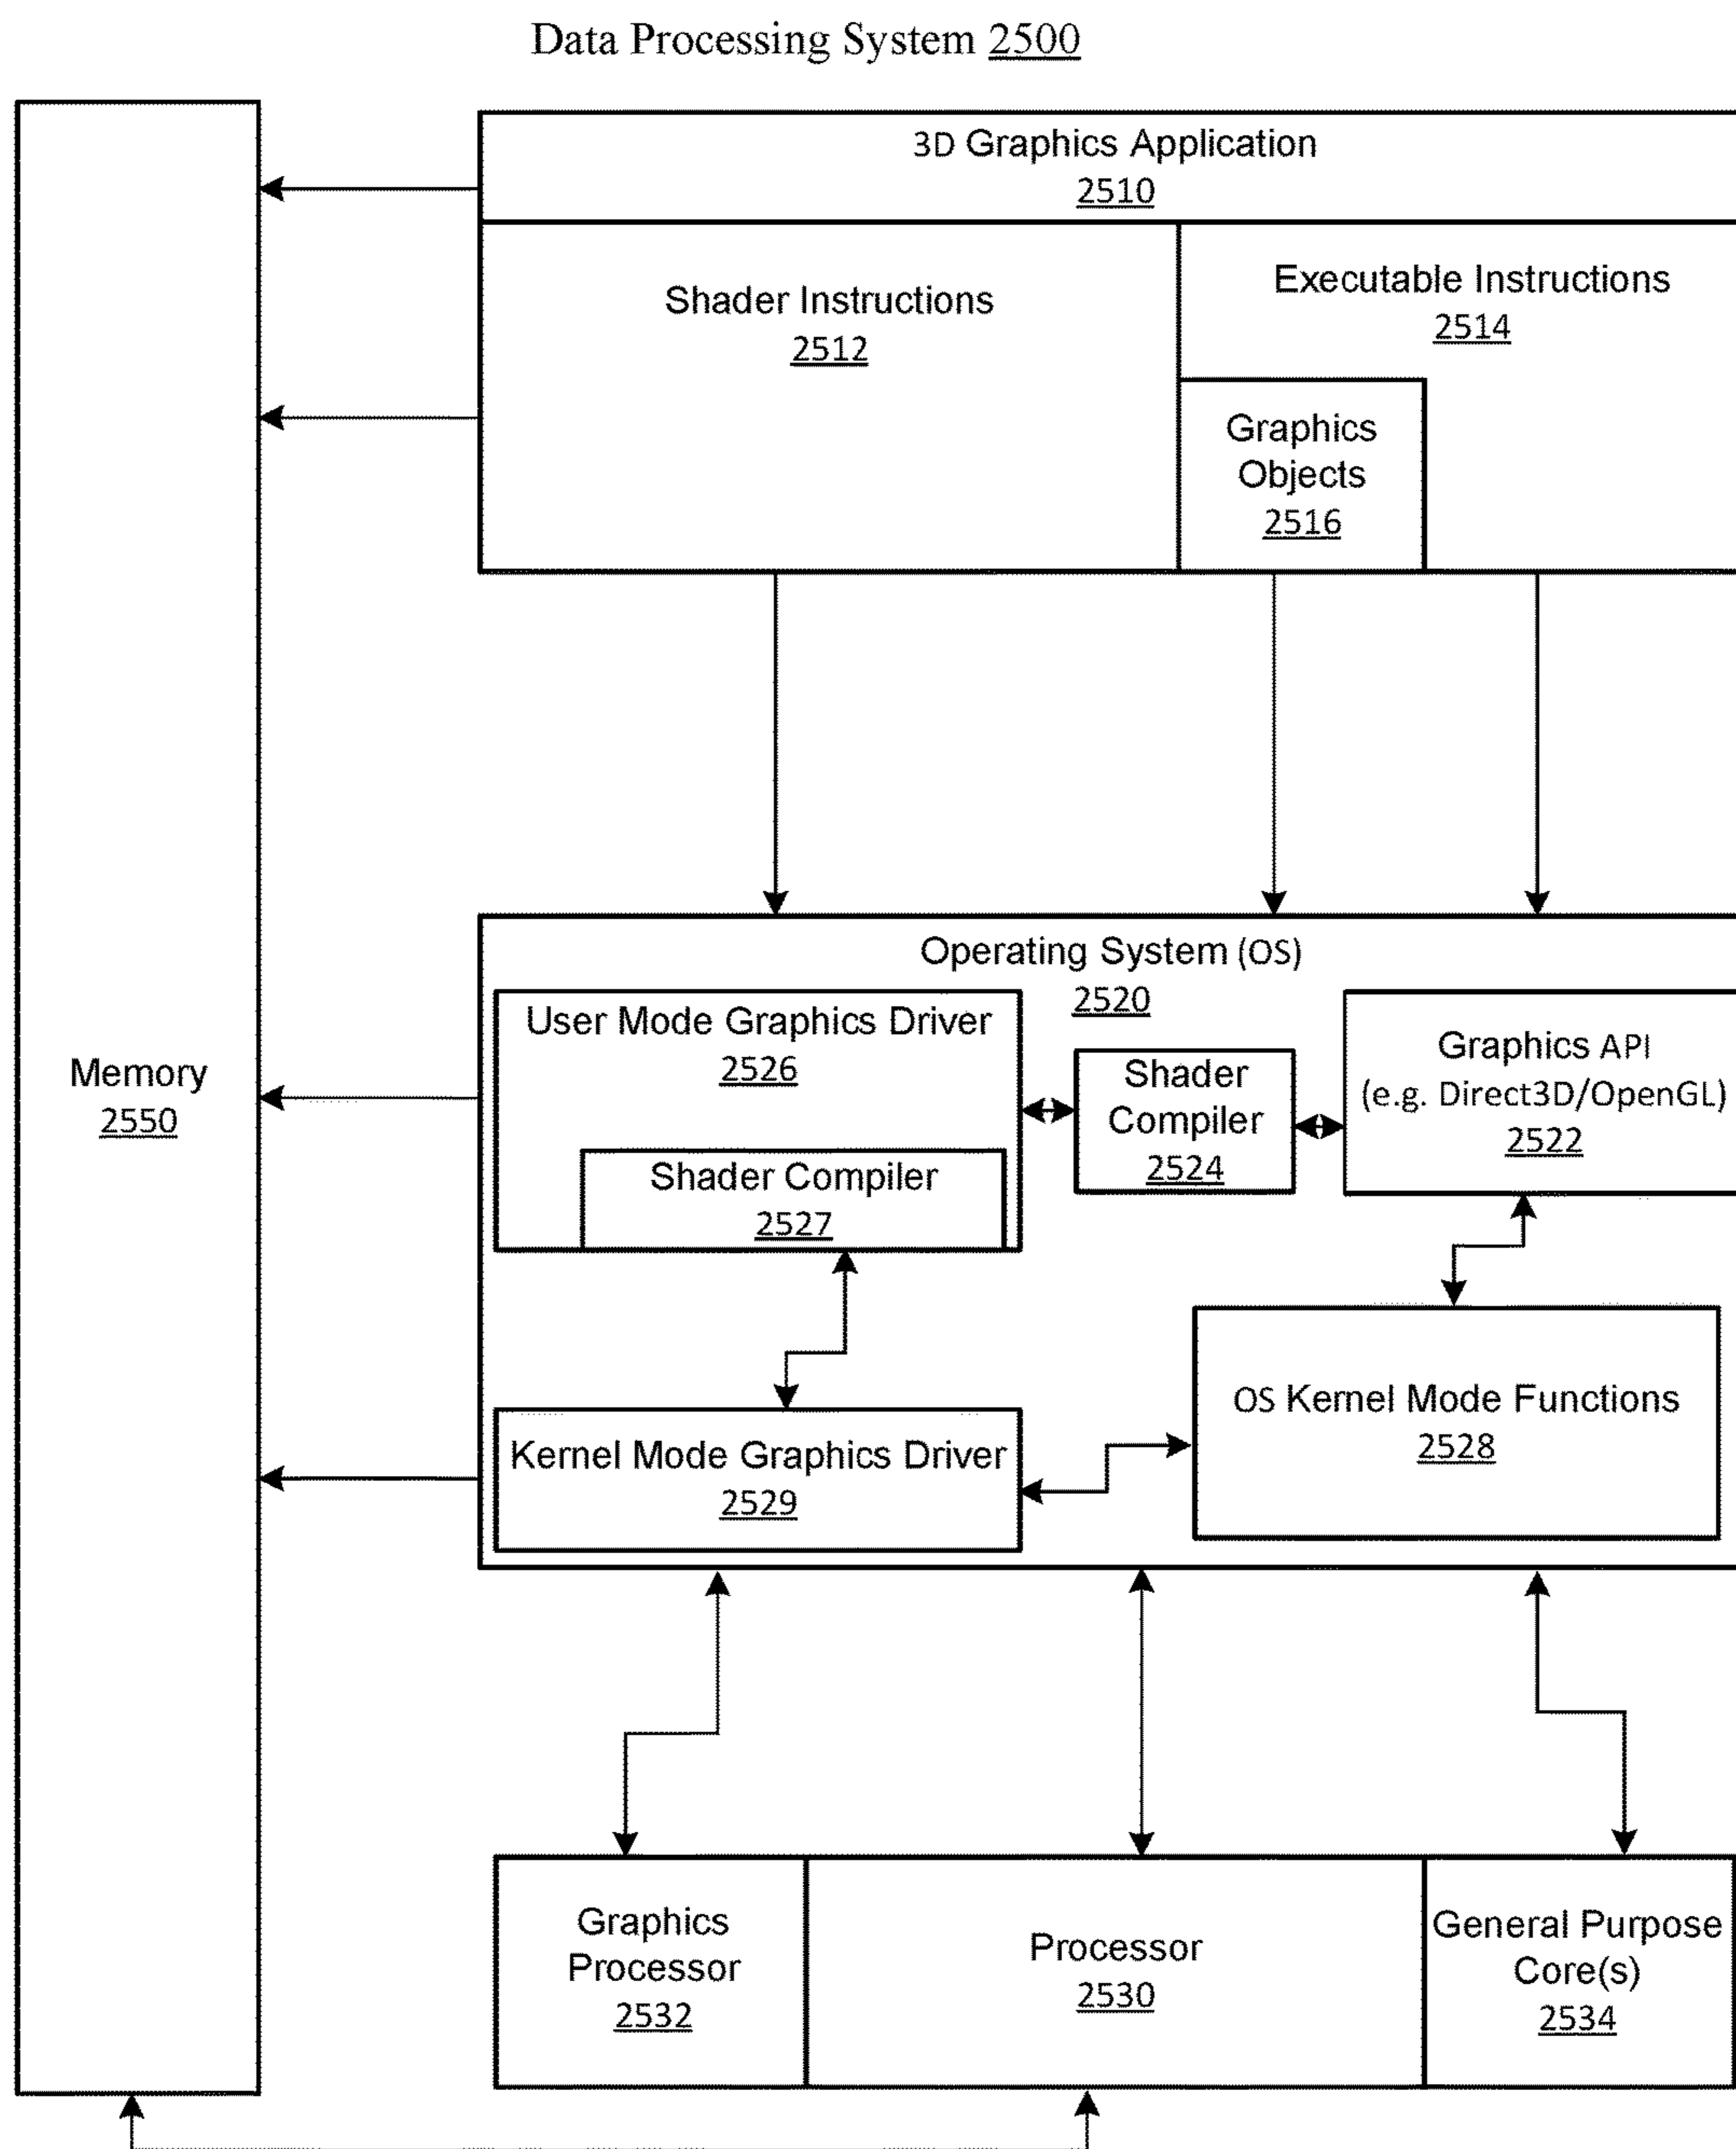 Data Processing System 2500
3D Graphics Application
2510
Shader Instructions
2512
Executable Instructions
2514
Graphics
Objects
2516
Memory
2550
Operating System (OS)
2520
User Mode Graphics Driver
2526
Shader Compiler
2527
Shader
Compiler
2524
Graphics API
(e.g. Direct3D/OpenGL)
2522
Kernel Mode Graphics Driver
2529
OS Kernel Mode Functions
2528
Graphics
Processor
2532
Processor
2530
General Purpose
Core(s)
2534